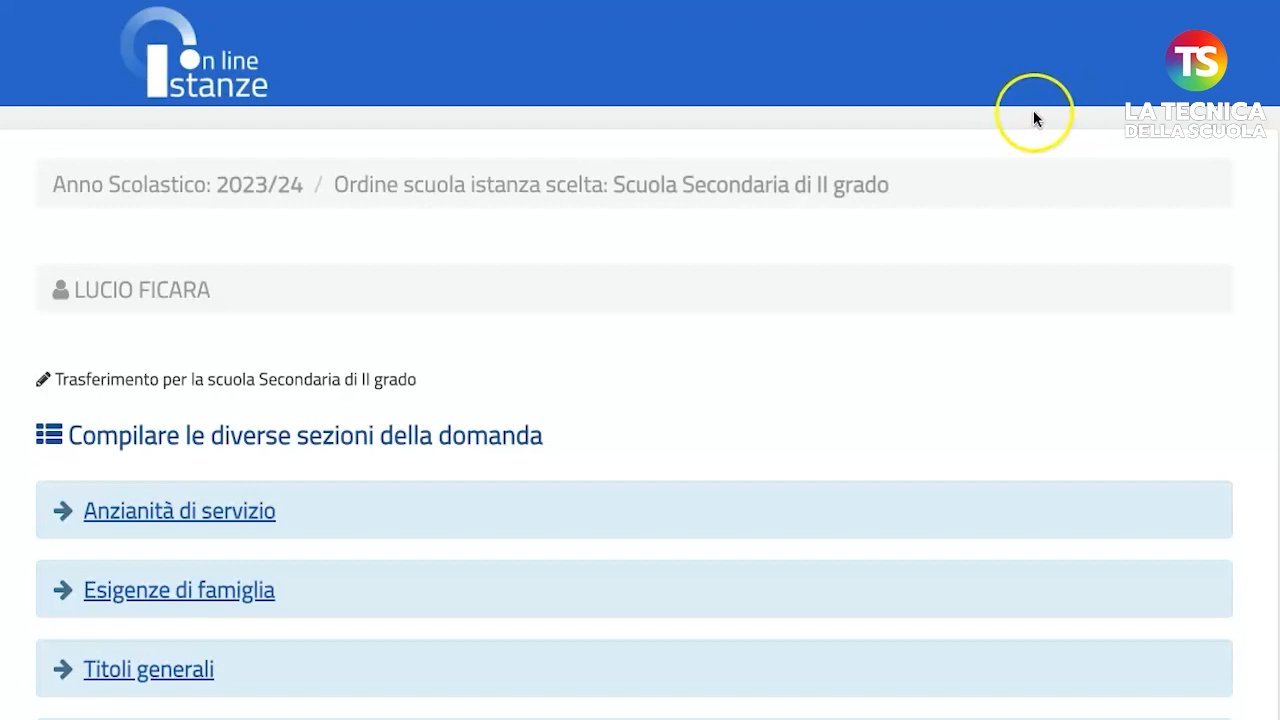 On line
Istanze
TS
LA TECNICA
DELLA SCUOLA
Anno Scolastico: 2023/24 / Ordine scuola istanza scelta: Scuola Secondaria di II grado
LUCIO FICARA
Trasferimento per la scuola Secondaria di II grado
Compilare le diverse sezioni della domanda
Anzianità di servizio
Esigenze di famiglia
Titoli generali